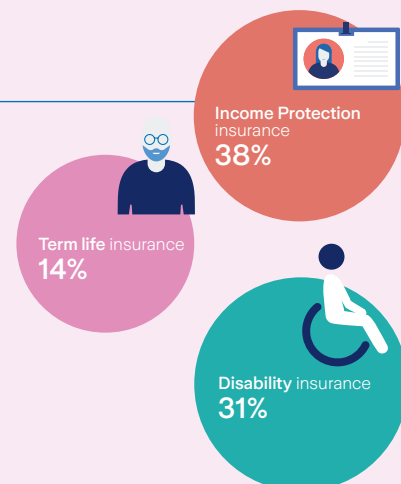 Income Protection
insurance
38%
Term life insurance
14%
Disability insurance
31%